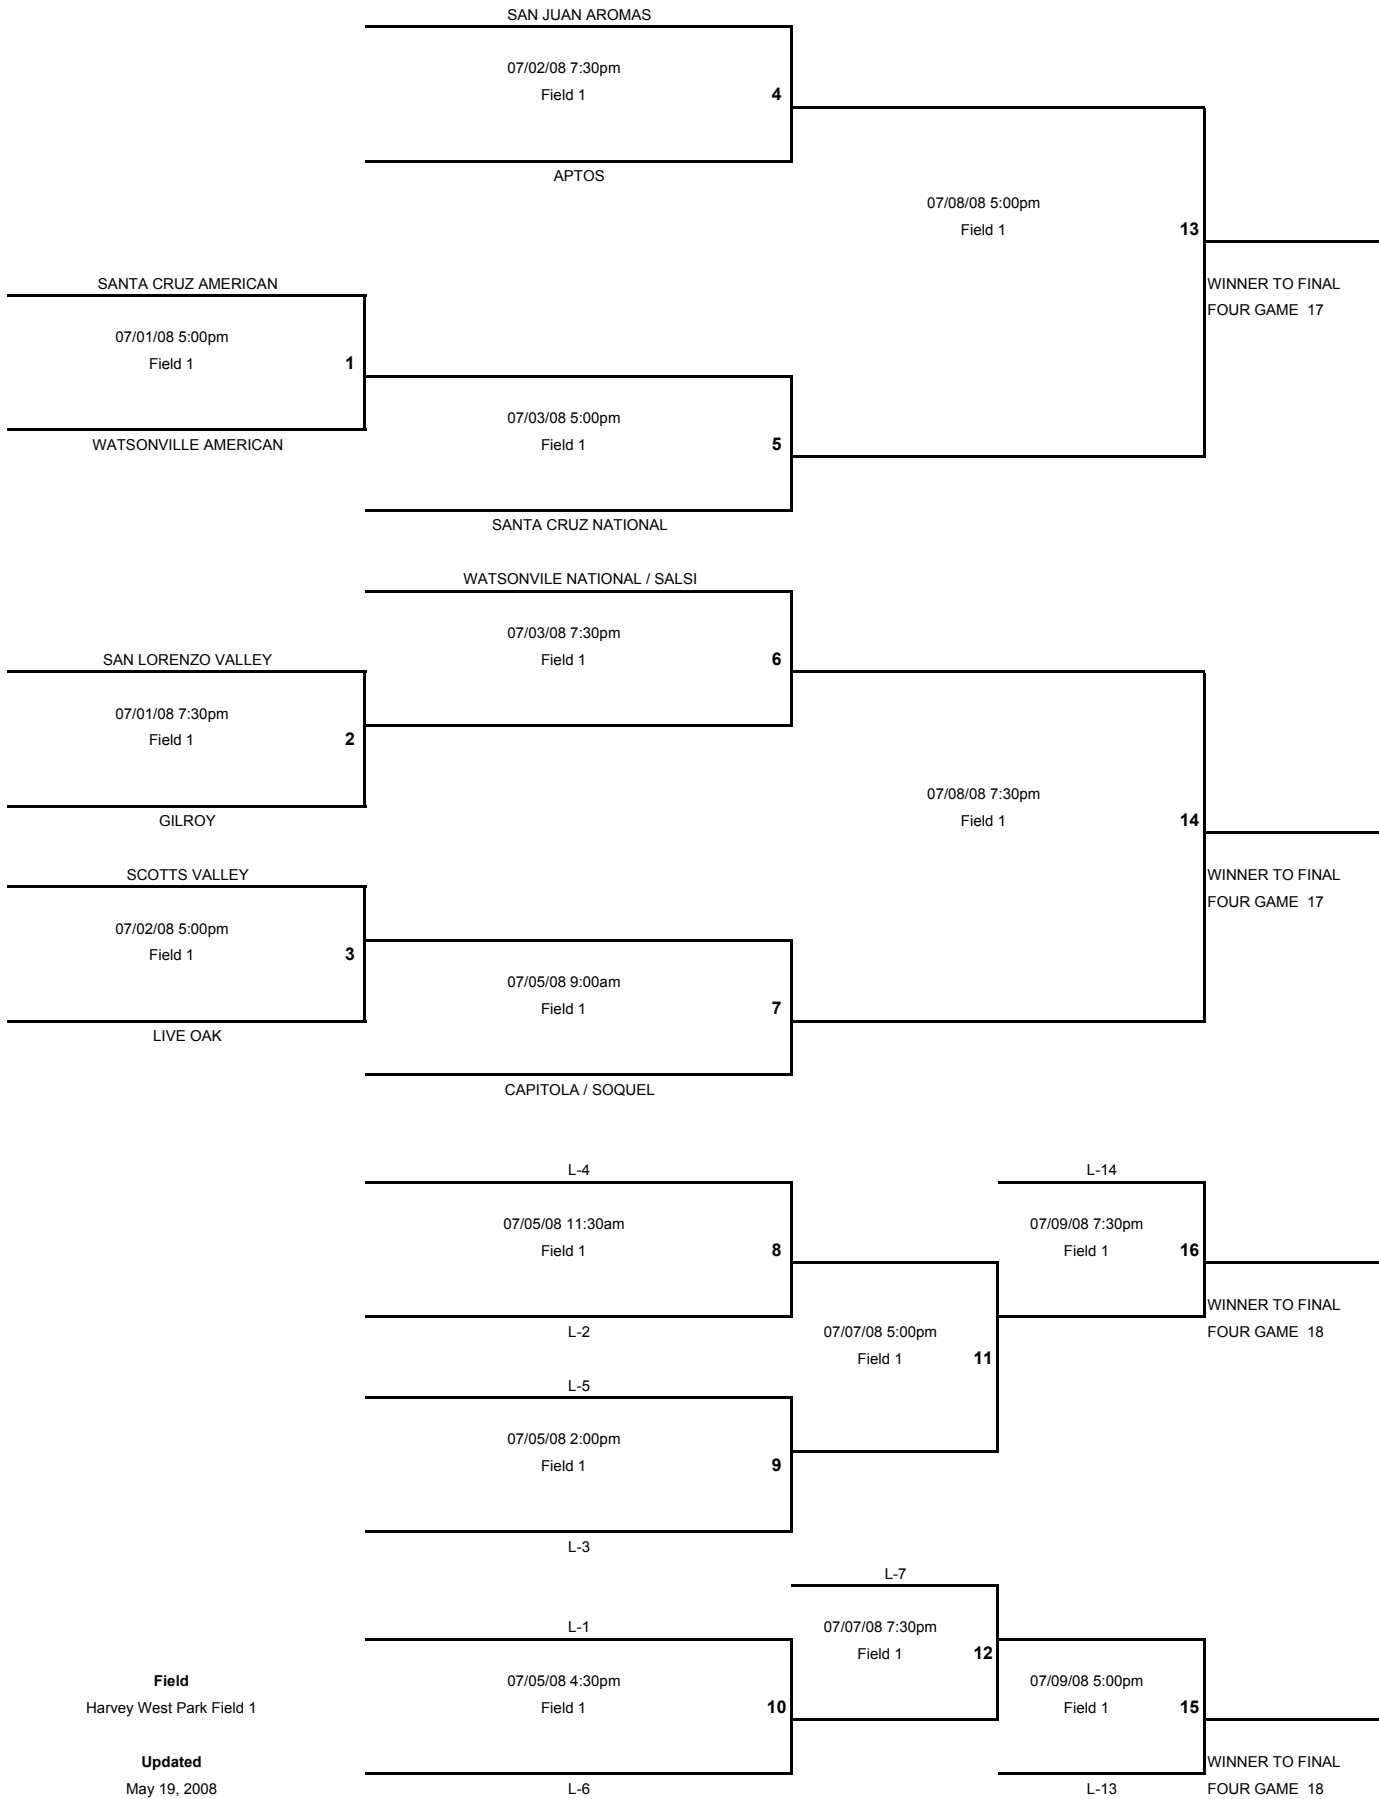 SAN JUAN AROMAS
07/02/08 7:30pm
Field 1
4
APTOS
07/08/08 5:00pm
Field 1
13
WINNER TO FINAL
FOUR GAME 17
SANTA CRUZ AMERICAN
07/01/08 5:00pm
Field 1
1
WATSONVILLE AMERICAN
07/03/08 5:00pm
Field 1
5
SANTA CRUZ NATIONAL
WATSONVILE NATIONAL / SALSI
07/03/08 7:30pm
Field 1
6
SAN LORENZO VALLEY
07/01/08 7:30pm
Field 1
2
GILROY
07/08/08 7:30pm
Field 1
14
WINNER TO FINAL
FOUR GAME 17
SCOTTS VALLEY
07/02/08 5:00pm
Field 1
3
LIVE OAK
07/05/08 9:00am
Field 1
7
CAPITOLA / SOQUEL
L-4
07/05/08 11:30am
Field 1
8
L-2
L-14
07/09/08 7:30pm
Field 1
16
WINNER TO FINAL
FOUR GAME 18
07/07/08 5:00pm
Field 1
11
L-5
07/05/08 2:00pm
Field 1
9
L-3
L-7
07/07/08 7:30pm
Field 1
12
L-1
07/05/08 4:30pm
Field 1
10
L-6
07/09/08 5:00pm
Field 1
15
L-13
WINNER TO FINAL
FOUR GAME 18
Field
Harvey West Park Field 1
Updated
May 19, 2008